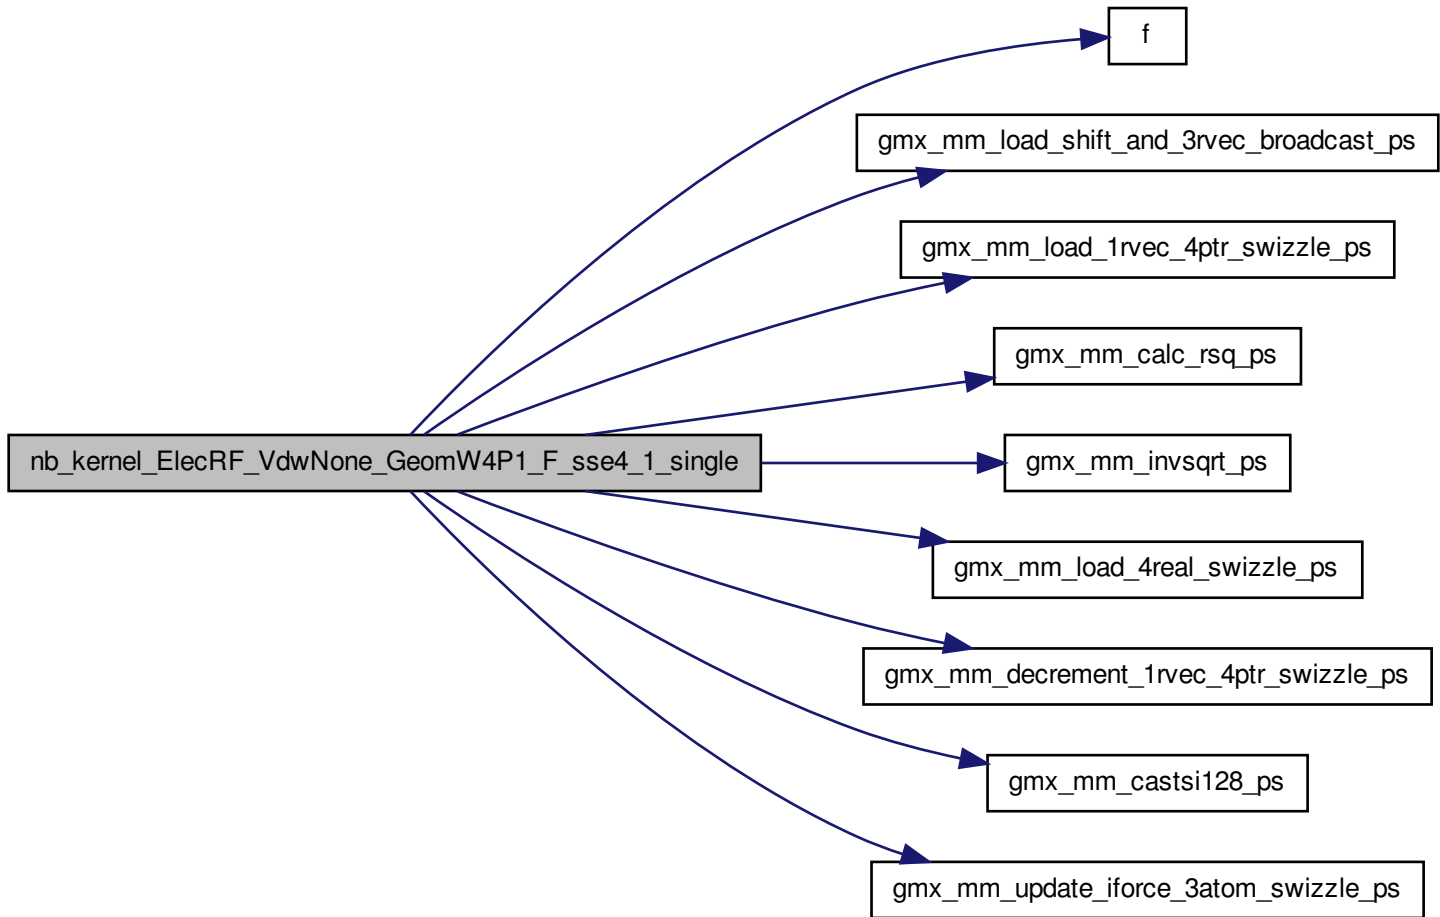 f
gmx_mm_load_shift_and_3rvec_broadcast_ps
gmx_mm_load_1rvec_4ptr_swizzle_ps
gmx_mm_calc_rsq_ps
nb_kernel_ElecRF_VdwNone_GeomW4P1_F_sse4_1_single
gmx_mm_invsqrt_ps
gmx_mm_load_4real_swizzle_ps
gmx_mm_decrement_1rvec_4ptr_swizzle_ps
gmx_mm_castsi128_ps
gmx_mm_update_iforce_3atom_swizzle_ps